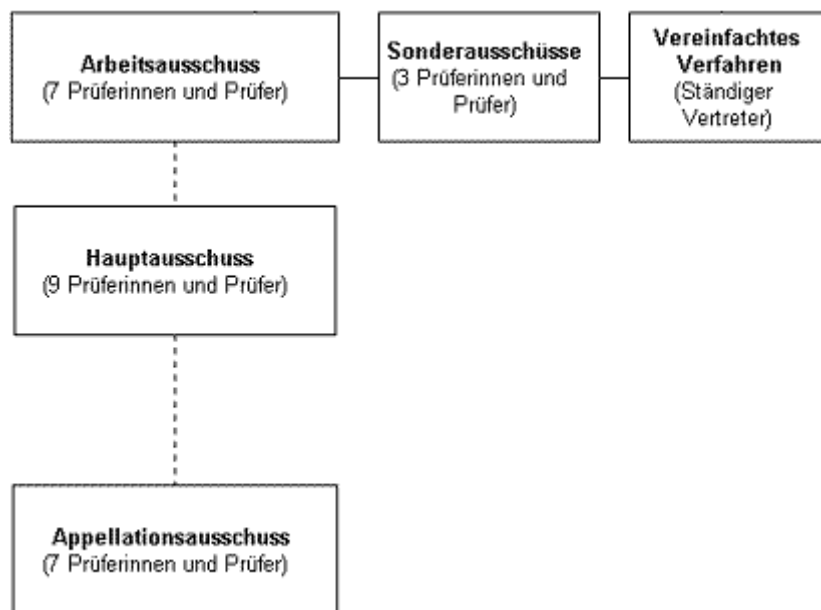 Arbeitsausschuss
(7 Prüferinnen und Prüfer)
Sonderausschüsse
(3 Prüferinnen und
Prüfer)
Vereinfachtes
Verfahren
(Ständiger
Vertreter)
Hauptausschuss
(9 Prüferinnen und Prüfer)
Appellationsausschuss
(7 Prüferinnen und Prüfer)